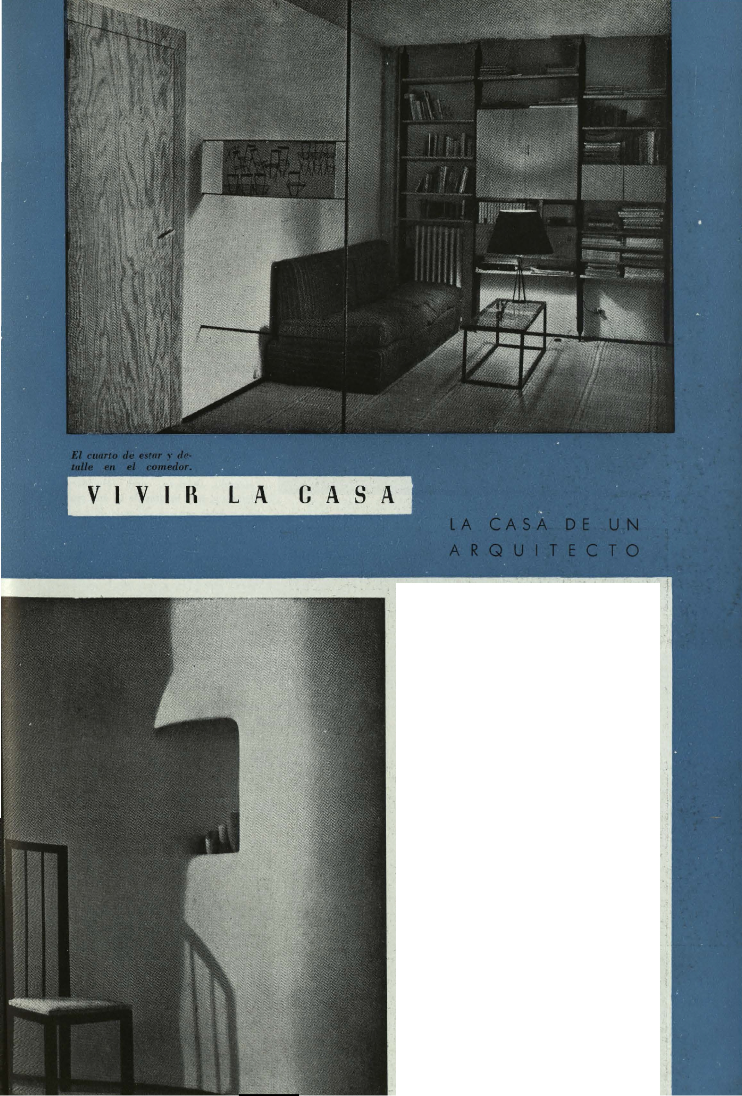 El cuarto de estar y de-
talle en el comedor.
VIVIR LA CASA
LA CASA DE UN
ARQUITECTO